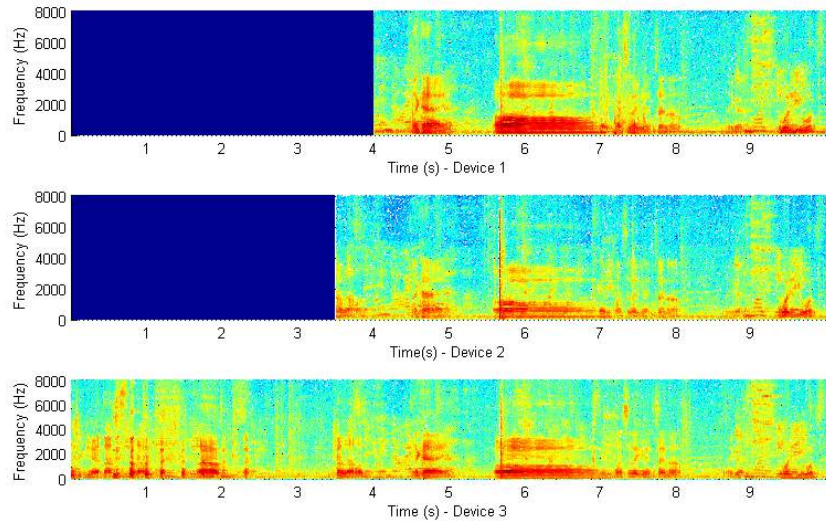 8000
6000
4000
2000
0
Frequency (Hz)
1 2 3 4 5 6 7 8 9
Time (s) - Device 1
8000
6000
4000
2000
0
Frequency (Hz)
1 2 3 4 5 6 7 8 9
Time(s) - Device 2
8000
6000
4000
2000
0
Frequency (Hz)
1 2 3 4 5 6 7 8 9
Time (s) - Device 3